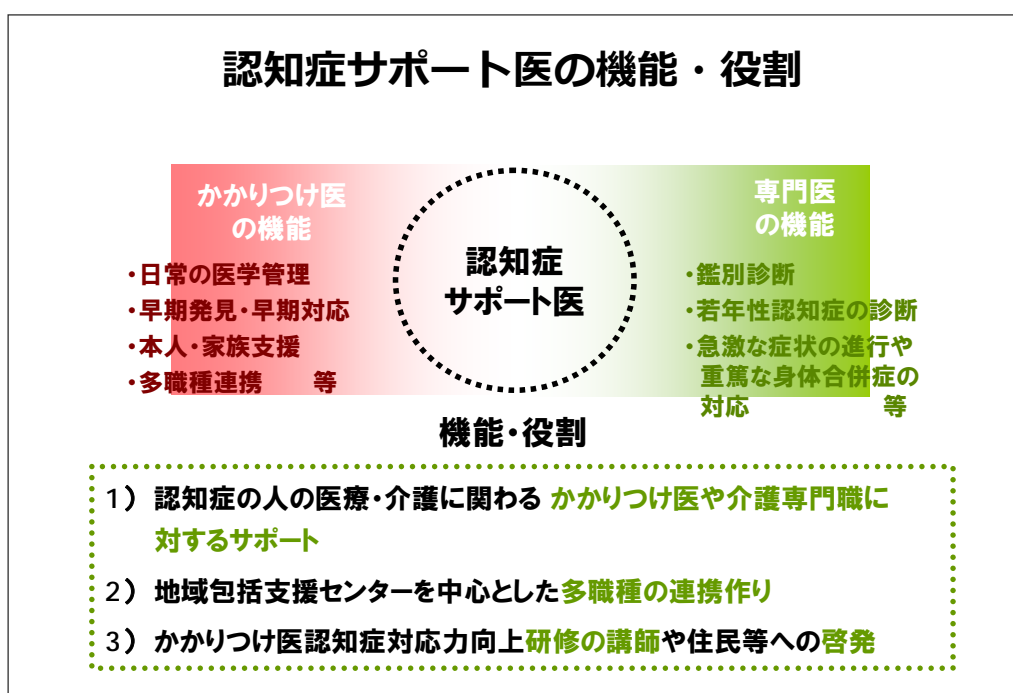 認知症サポート医の機能・役割
かかりつけ医
の機能
・日常の医学管理
・早期発見・早期対応
・本人・家族支援
・多職種連携　　等
認知症
サポート医
専門医
の機能
・鑑別診断
・若年性認知症の診断
・急激な症状の進行や
重篤な身体合併症の
対応　　　　　等
機能・役割
1） 認知症の人の医療・介護に関わる かかりつけ医や介護専門職に
対するサポート
2） 地域包括支援センターを中心とした多職種の連携作り
3） かかりつけ医認知症対応力向上研修の講師や住民等への啓発